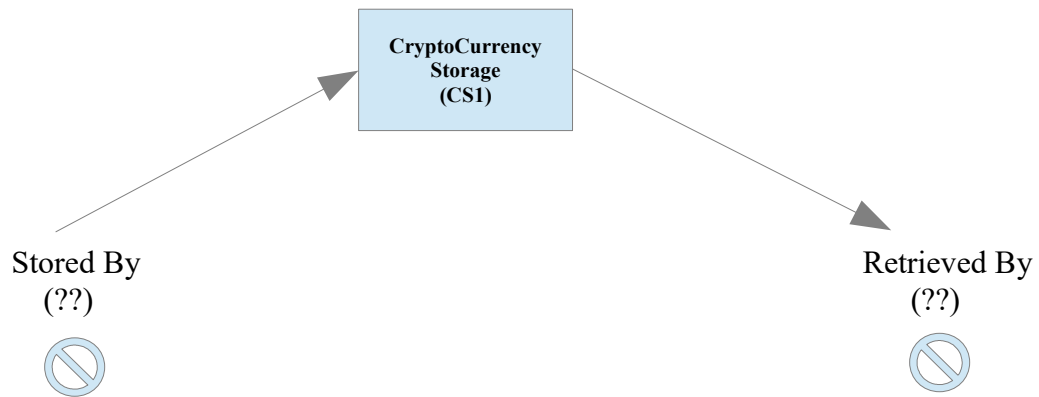 CryptoCurrency
Storage
(CS1)
Stored By
(??)
Retrieved By
(??)